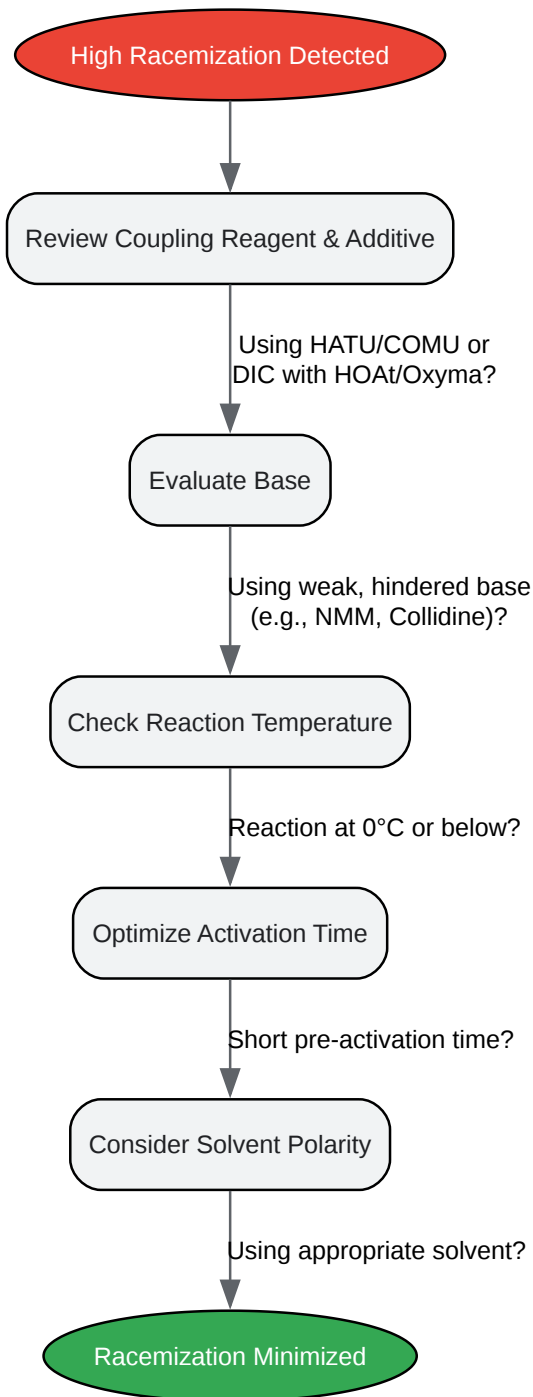 High Racemization Detected
Review Coupling Reagent & Additive
Using HATU/COMU or
DIC with HOAt/Oxyma?
Evaluate Base
Using weak, hindered base
(e.g., NMM, Collidine)?
Check Reaction Temperature
Reaction at 0°C or below?
Optimize Activation Time
Short pre-activation time?
Consider Solvent Polarity
Using appropriate solvent?
Racemization Minimized